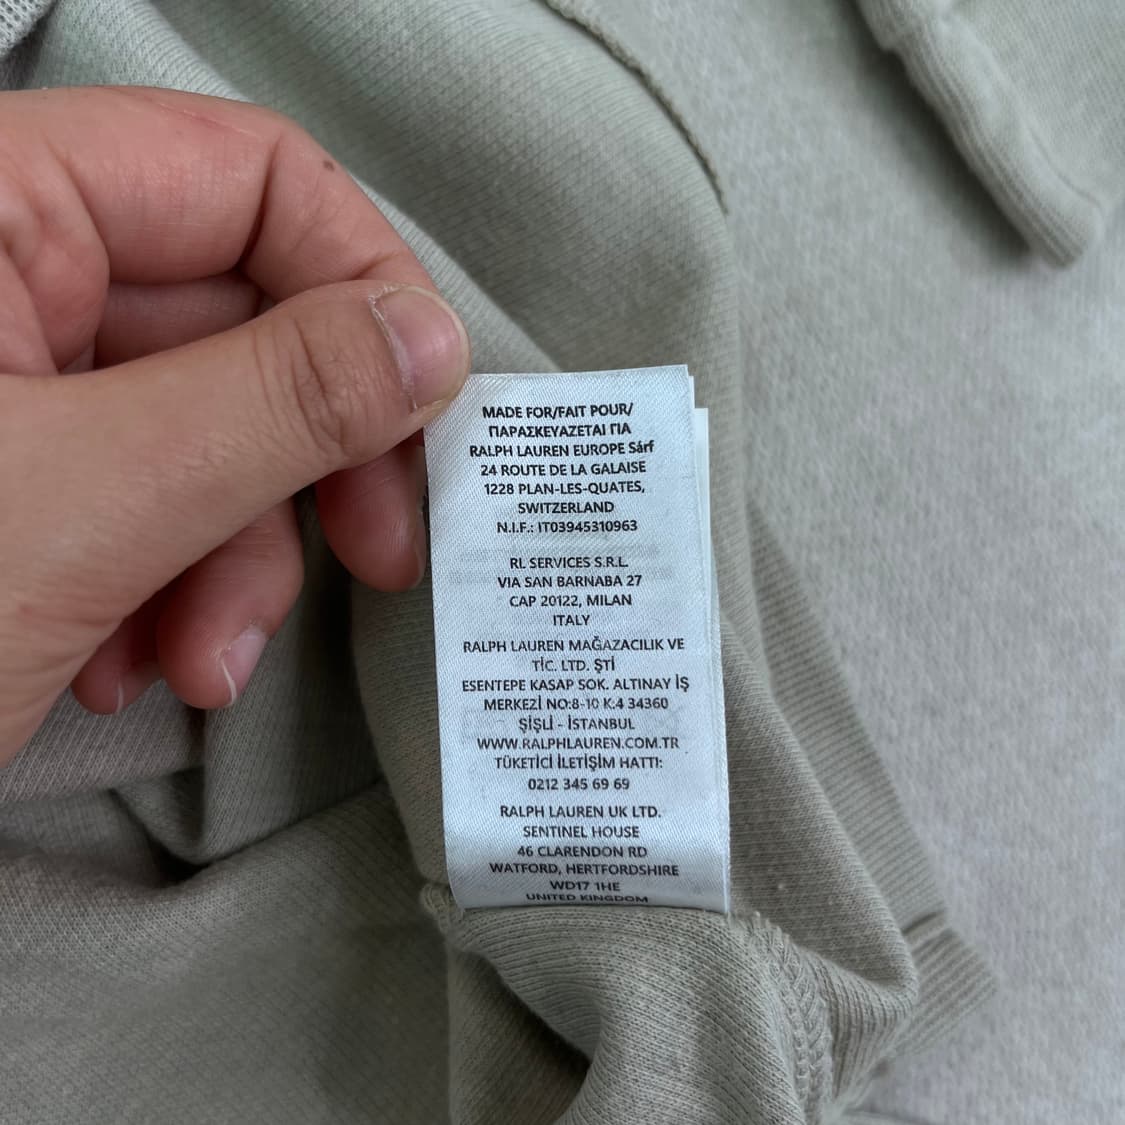 MADE FOR/FAIT POUR/
ΠΑΡΑΣΚΕΥΑΖΕΤΑΙ ΓΙΑ
RALPH LAUREN EUROPE Sárf
24 ROUTE DE LA GALAISE
1228 PLAN-LES-QUATES,
SWITZERLAND
N.I.F.: IT03945310963
RL SERVICES S.R.L.
VIA SAN BARNABA 27
CAP 20122, MILAN
ITALY
RALPH LAUREN MAĞAZACILIK VE
TİC. LTD. ŞTİ
ESENTEPE KASAP SOK. ALTINAY İŞ
MERKEZİ NO:8-10 K:4 34360
ŞİŞLİ - İSTANBUL
WWW.RALPHLAUREN.COM.TR
TÜKETİCİ İLETİŞİM HATTI:
0212 345 69 69
RALPH LAUREN UK LTD.
SENTINEL HOUSE
46 CLARENDON RD
WATFORD, HERTFORDSHIRE
WD17 1HE
UNITED KINGDOM